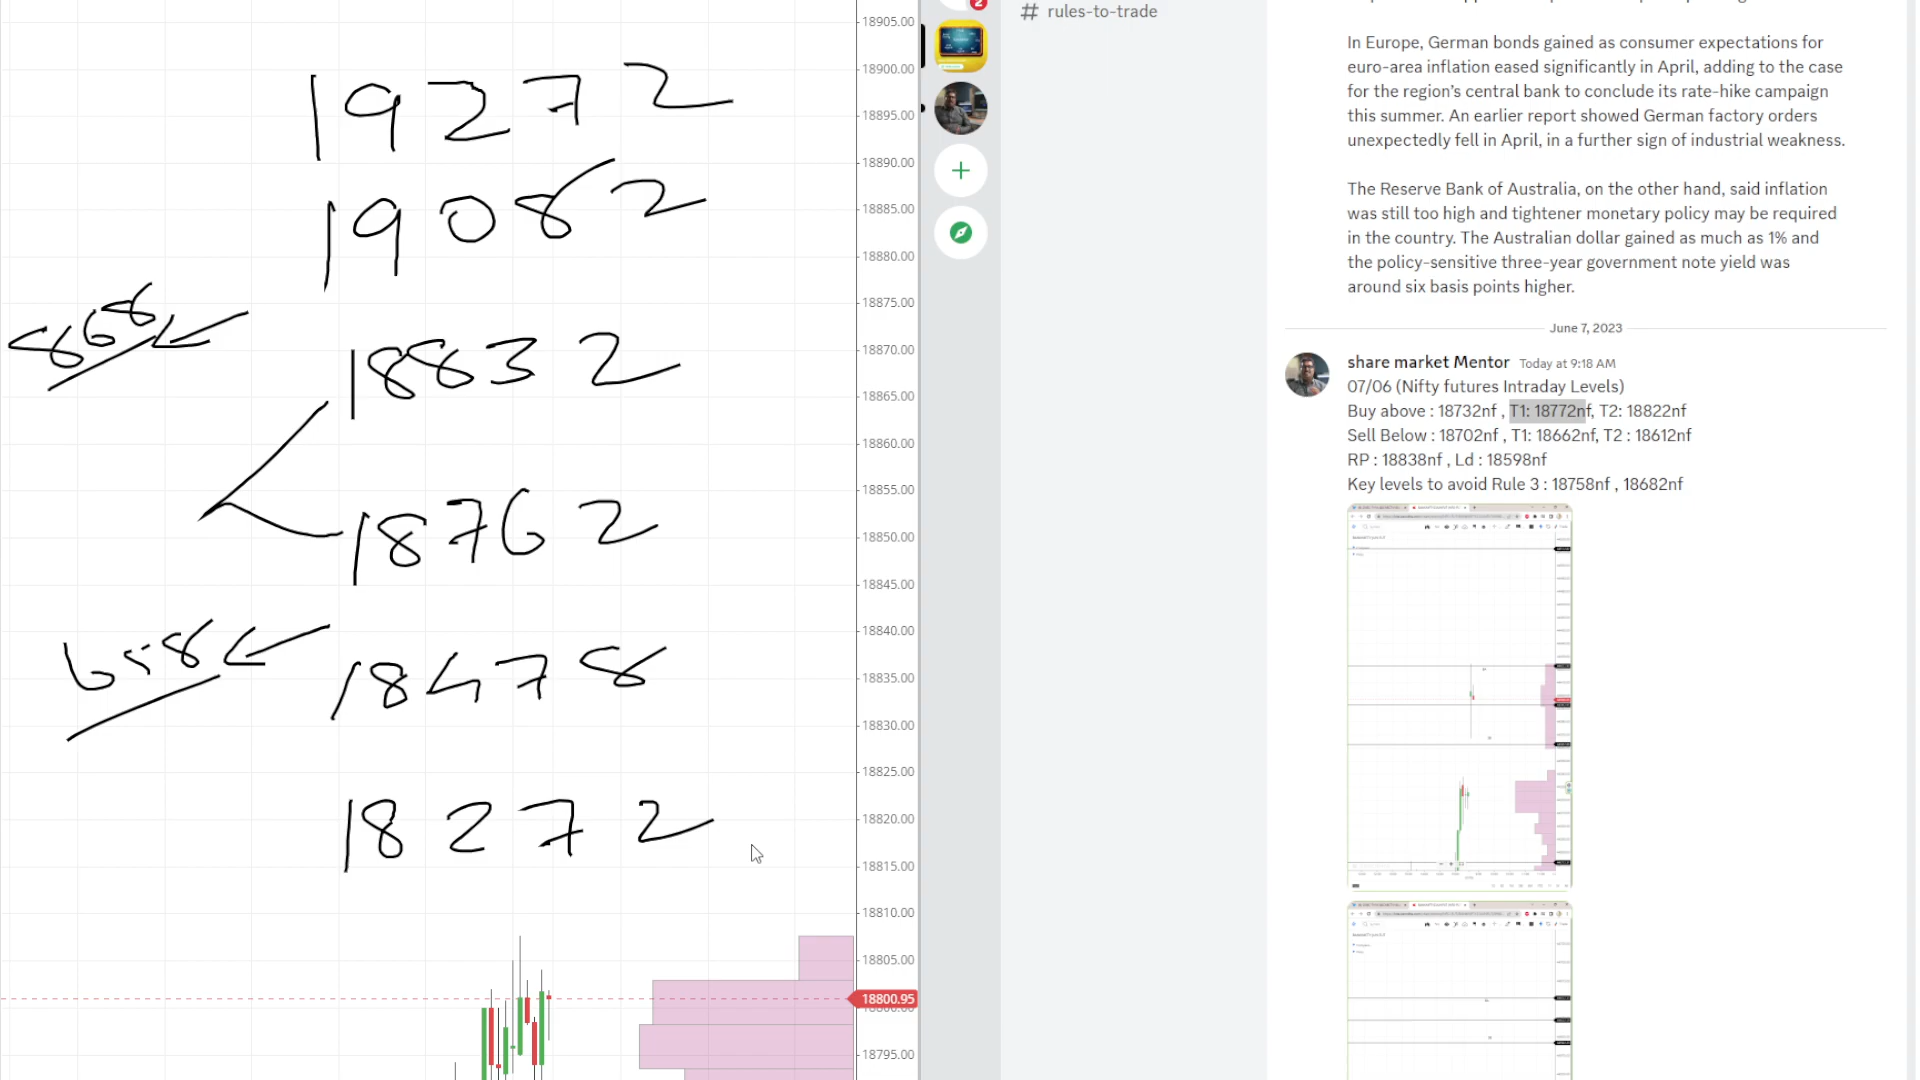 18905.00
18900.00
18895.00
18890.00
18885.00
18880.00
18875.00
18870.00
18865.00
18860.00
18855.00
18850.00
18845.00
18840.00
18835.00
18830.00
18825.00
18820.00
18815.00
18810.00
18805.00
18800.95
18795.00
19272
19082
8668
18832
18762
18478
18272
2
# rules-to-trade
In Europe, German bonds gained as consumer expectations for
euro-area inflation eased significantly in April, adding to the case
for the region's central bank to conclude its rate-hike campaign
this summer. An earlier report showed German factory orders
unexpectedly fell in April, in a further sign of industrial weakness.
The Reserve Bank of Australia, on the other hand, said inflation
was still too high and tightener monetary policy may be required
in the country. The Australian dollar gained as much as 1% and
the policy-sensitive three-year government note yield was
around six basis points higher.
June 7, 2023
share market Mentor Today at 9:18 AM
07/06 (Nifty futures Intraday Levels)
Buy above : 18732nf , T1: 18772nf, T2: 18822nf
Sell Below : 18702nf , T1: 18662nf, T2 : 18612nf
RP : 18838nf , Ld : 18598nf
Key levels to avoid Rule 3 : 18758nf , 18682nf